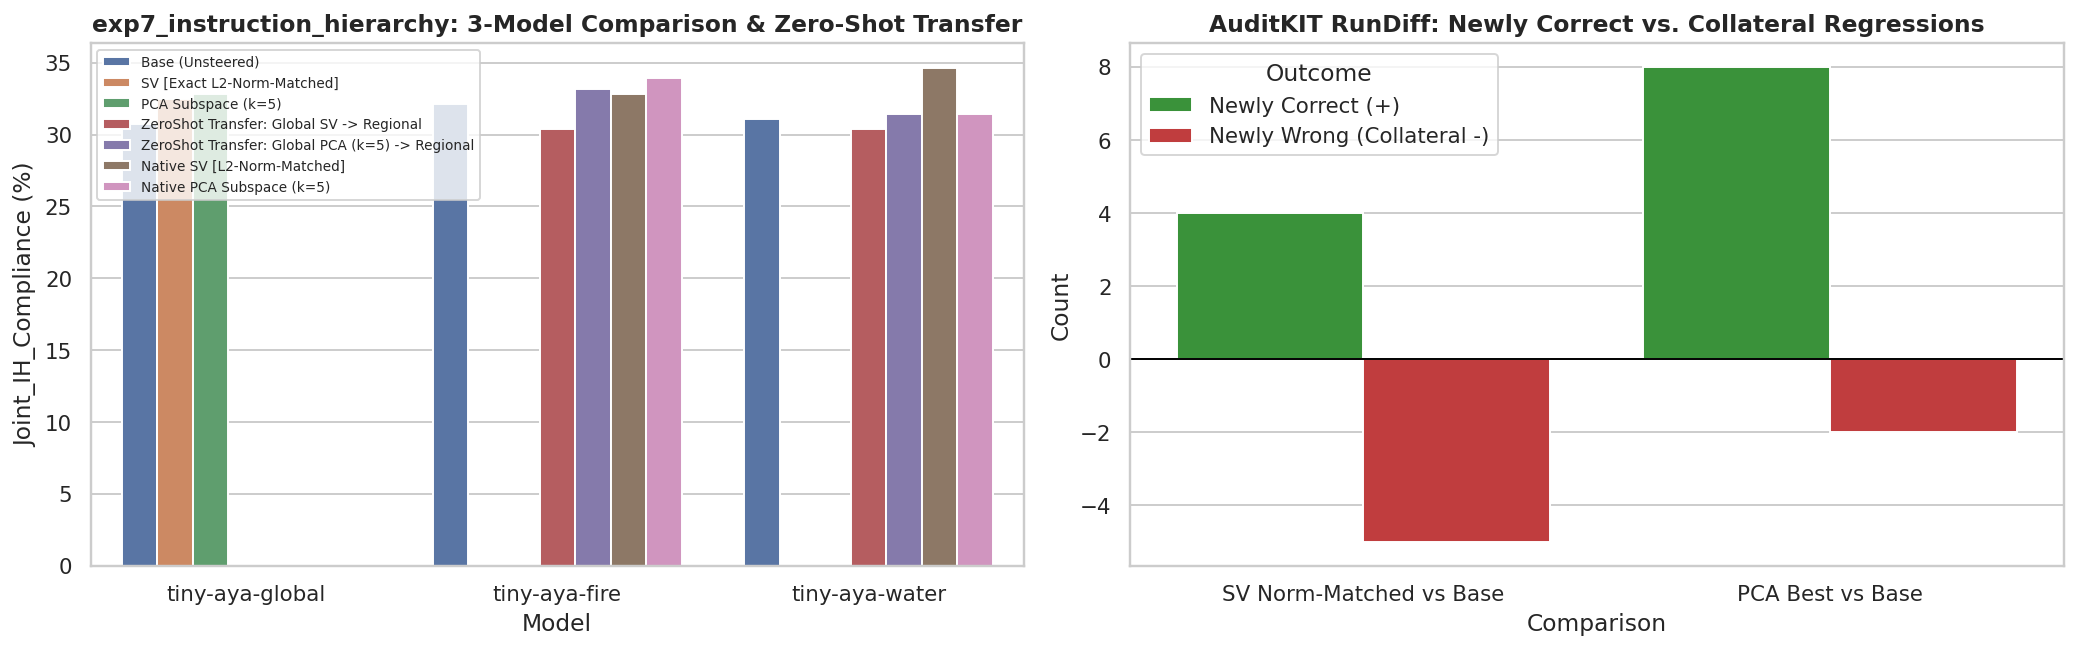 exp7_instruction_hierarchy: 3-Model Comparison & Zero-Shot Transfer
Joint_IH_Compliance (%)
35
30
25
20
15
10
5
0
Base (Unsteered)
SV [Exact L2-Norm-Matched]
PCA Subspace (k=5)
ZeroShot Transfer: Global SV -> Regional
ZeroShot Transfer: Global PCA (k=5) -> Regional
Native SV [L2-Norm-Matched]
Native PCA Subspace (k=5)
tiny-aya-global
tiny-aya-fire
tiny-aya-water
Model
AuditKIT RunDiff: Newly Correct vs. Collateral Regressions
Count
8
6
4
2
0
−2
−4
Outcome
Newly Correct (+)
Newly Wrong (Collateral -)
SV Norm-Matched vs Base
PCA Best vs Base
Comparison